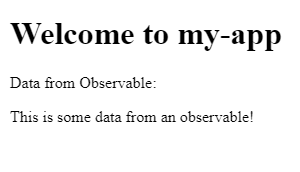 Welcome to my-app
Data from Observable:
This is some data from an observable!